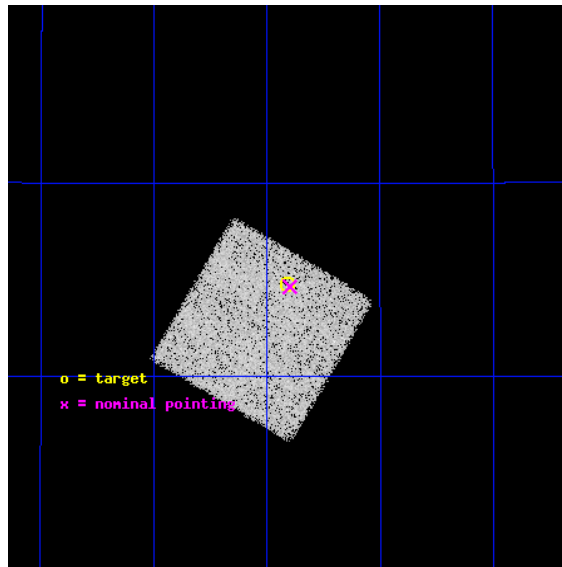 o = target
x = nominal pointing